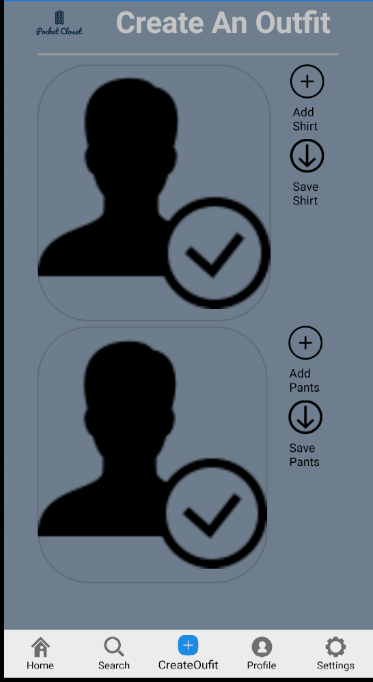 Pocket Closet
Create An Outfit
Add
Shirt
Save
Shirt
Add
Pants
Save
Pants
Home
Search
CreateOufit
Profile
Settings